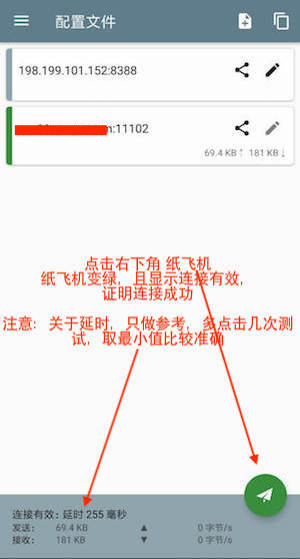 配置文件
198.199.101.152:8388
:11102
69.4 KB↑ 181 KB↓
点击右下角 纸飞机
纸飞机变绿，且显示连接有效，
证明连接成功
注意：关于延时，只做参考，多点击几次测
试，取最小值比较准确
连接有效: 延时 255 毫秒
发送: 69.4 KB ▲ 0 字节/s
接收: 181 KB ▼ 0 字节/s